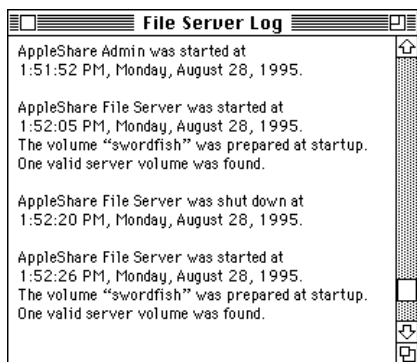 File Server Log
AppleShare Admin was started at
1:51:52 PM, Monday, August 28, 1995.
AppleShare File Server was started at
1:52:05 PM, Monday, August 28, 1995.
The volume “swordfish” was prepared at startup.
One valid server volume was found.
AppleShare File Server was shut down at
1:52:20 PM, Monday, August 28, 1995.
AppleShare File Server was started at
1:52:26 PM, Monday, August 28, 1995.
The volume “swordfish” was prepared at startup.
One valid server volume was found.